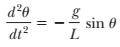 d²θ/dt² = − g/L sin θ